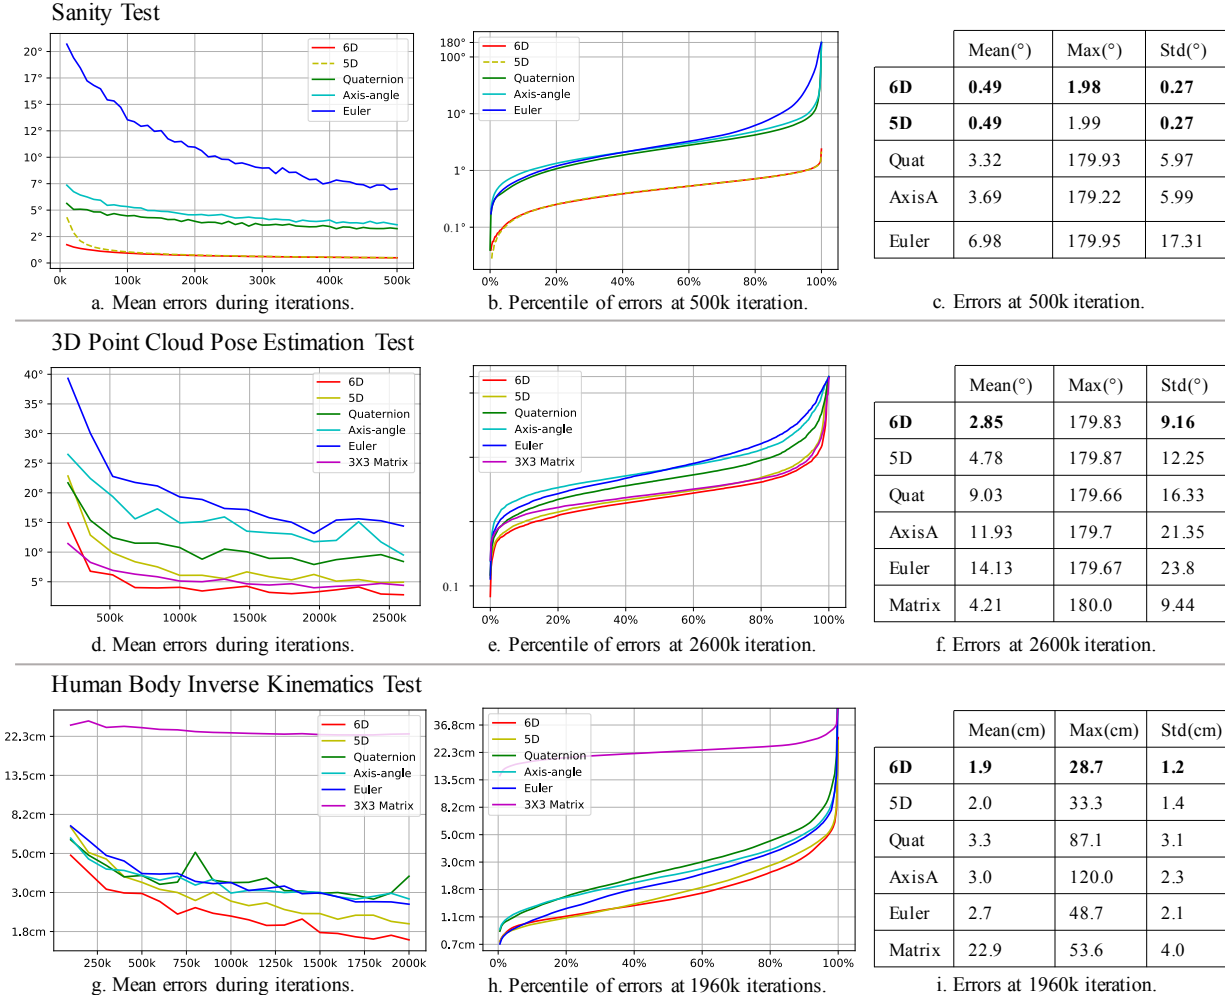 Sanity Test
20°
17°
15°
12°
10°
7°
5°
2°
0°
0k 100k 200k 300k 400k 500k
6D
5D
Quaternion
Axis-angle
Euler
a. Mean errors during iterations.
180°
100°
10°
1°
0.1°
0% 20% 40% 60% 80% 100%
6D
5D
Quaternion
Axis-angle
Euler
b. Percentile of errors at 500k iteration.
Mean(°) Max(°) Std(°)
6D 0.49 1.98 0.27
5D 0.49 1.99 0.27
Quat 3.32 179.93 5.97
AxisA 3.69 179.22 5.99
Euler 6.98 179.95 17.31
c. Errors at 500k iteration.
3D Point Cloud Pose Estimation Test
40°
35°
30°
25°
20°
15°
10°
5°
500k 1000k 1500k 2000k 2500k
6D
5D
Quaternion
Axis-angle
Euler
3X3 Matrix
d. Mean errors during iterations.
0.1
0% 20% 40% 60% 80% 100%
6D
5D
Quaternion
Axis-angle
Euler
3X3 Matrix
e. Percentile of errors at 2600k iteration.
Mean(°) Max(°) Std(°)
6D 2.85 179.83 9.16
5D 4.78 179.87 12.25
Quat 9.03 179.66 16.33
AxisA 11.93 179.7 21.35
Euler 14.13 179.67 23.8
Matrix 4.21 180.0 9.44
f. Errors at 2600k iteration.
Human Body Inverse Kinematics Test
22.3cm
13.5cm
8.2cm
5.0cm
3.0cm
1.8cm
250k 500k 750k 1000k 1250k 1500k 1750k 2000k
6D
5D
Quaternion
Axis-angle
Euler
3X3 Matrix
g. Mean errors during iterations.
36.8cm
22.3cm
13.5cm
8.2cm
5.0cm
3.0cm
1.8cm
1.1cm
0.7cm
0% 20% 40% 60% 80% 100%
6D
5D
Quaternion
Axis-angle
Euler
3X3 Matrix
h. Percentile of errors at 1960k iterations.
Mean(cm) Max(cm) Std(cm)
6D 1.9 28.7 1.2
5D 2.0 33.3 1.4
Quat 3.3 87.1 3.1
AxisA 3.0 120.0 2.3
Euler 2.7 48.7 2.1
Matrix 22.9 53.6 4.0
i. Errors at 1960k iteration.